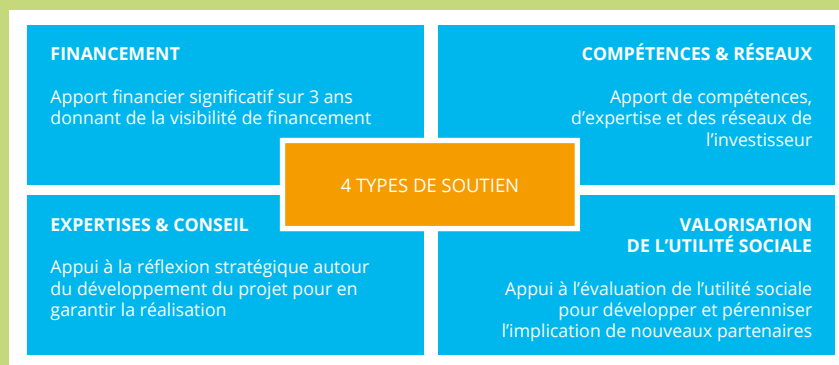 FINANCEMENT
Apport financier significatif sur 3 ans
donnant de la visibilité de financement
COMPÉTENCES & RÉSEAUX
Apport de compétences,
d’expertise et des réseaux de
l’investisseur
4 TYPES DE SOUTIEN
EXPERTISES & CONSEIL
Appui à la réflexion stratégique autour
du développement du projet pour en
garantir la réalisation
VALORISATION
DE L’UTILITÉ SOCIALE
Appui à l’évaluation de l’utilité sociale
pour développer et pérenniser
l’implication de nouveaux partenaires